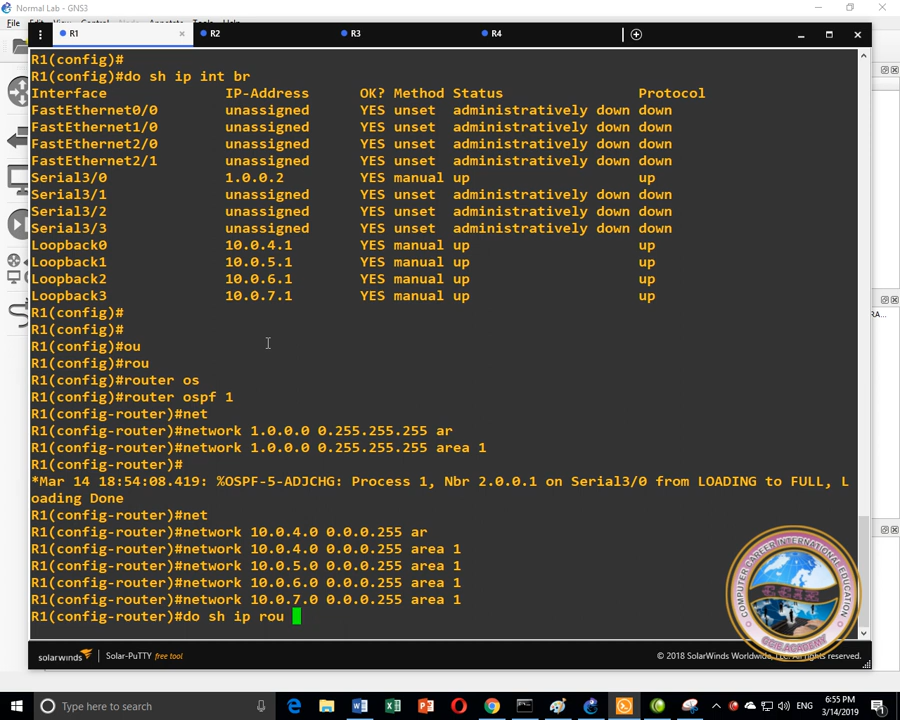 Normal Lab - GNS3
File Edit View Control Node Annotate Tools Help
R1 R2 R3 R4
R1(config)#
R1(config)#do sh ip int br
Interface IP-Address OK? Method Status Protocol
FastEthernet0/0 unassigned YES unset administratively down down
FastEthernet1/0 unassigned YES unset administratively down down
FastEthernet2/0 unassigned YES unset administratively down down
FastEthernet2/1 unassigned YES unset administratively down down
Serial3/0 1.0.0.2 YES manual up up
Serial3/1 unassigned YES unset administratively down down
Serial3/2 unassigned YES unset administratively down down
Serial3/3 unassigned YES unset administratively down down
Loopback0 10.0.4.1 YES manual up up
Loopback1 10.0.5.1 YES manual up up
Loopback2 10.0.6.1 YES manual up up
Loopback3 10.0.7.1 YES manual up up
R1(config)#
R1(config)#
R1(config)#ou
R1(config)#rou
R1(config)#router os
R1(config)#router ospf 1
R1(config-router)#net
R1(config-router)#network 1.0.0.0 0.255.255.255 ar
R1(config-router)#network 1.0.0.0 0.255.255.255 area 1
R1(config-router)#
*Mar 14 18:54:08.419: %OSPF-5-ADJCHG: Process 1, Nbr 2.0.0.1 on Serial3/0 from LOADING to FULL, L
oading Done
R1(config-router)#net
R1(config-router)#network 10.0.4.0 0.0.0.255 ar
R1(config-router)#network 10.0.4.0 0.0.0.255 area 1
R1(config-router)#network 10.0.5.0 0.0.0.255 area 1
R1(config-router)#network 10.0.6.0 0.0.0.255 area 1
R1(config-router)#network 10.0.7.0 0.0.0.255 area 1
R1(config-router)#do sh ip rou
RA...
COMPUTER CAREER INTERNATIONAL EDUCATION
CCIE ACADEMY
solarwinds Solar-PuTTY free tool
© 2018 SolarWinds Worldwide, LLC. All rights reserved.
Type here to search
ENG
6:55 PM
3/14/2019